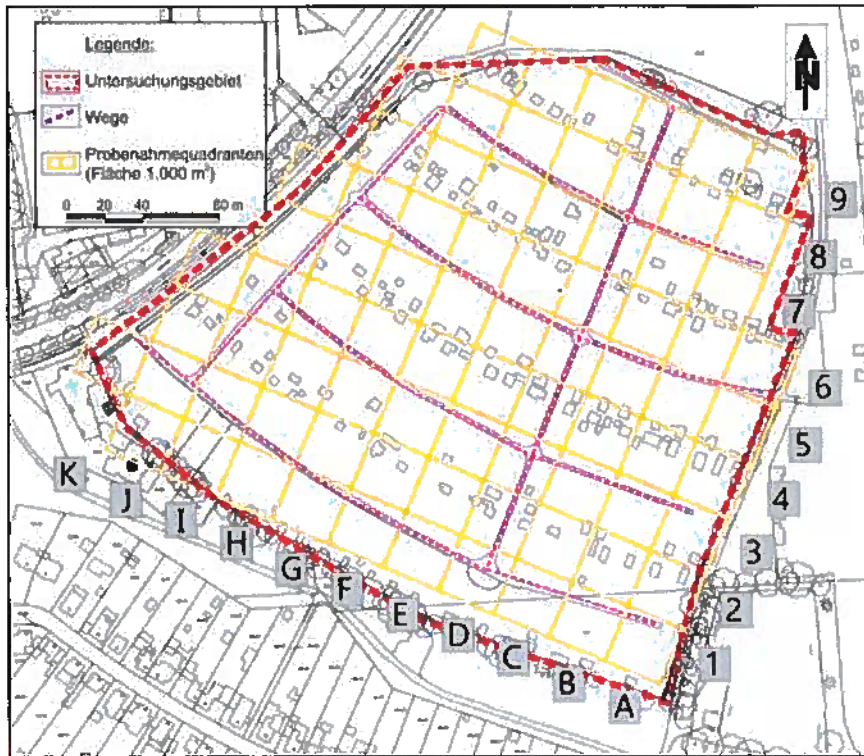 Legende:
Untersuchungsgebiet
Wege
Probenahmequadranten
(Fläche 1.000 m²)
0 20 40 80 m
N
9
8
7
6
5
4
3
2
1
K
J
I
H
G
F
E
D
C
B
A